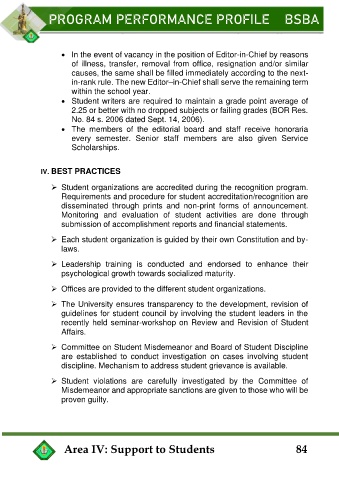 PROGRAM PERFORMANCE PROFILE BSBA
• In the event of vacancy in the position of Editor-in-Chief by reasons
of illness, transfer, removal from office, resignation and/or similar
causes, the same shall be filled immediately according to the next-
in-rank rule. The new Editor–in-Chief shall serve the remaining term
within the school year.
• Student writers are required to maintain a grade point average of
2.25 or better with no dropped subjects or failing grades (BOR Res.
No. 84 s. 2006 dated Sept. 14, 2006).
• The members of the editorial board and staff receive honoraria
every semester. Senior staff members are also given Service
Scholarships.
IV. BEST PRACTICES
➢ Student organizations are accredited during the recognition program.
Requirements and procedure for student accreditation/recognition are
disseminated through prints and non-print forms of announcement.
Monitoring and evaluation of student activities are done through
submission of accomplishment reports and financial statements.
➢ Each student organization is guided by their own Constitution and by-
laws.
➢ Leadership training is conducted and endorsed to enhance their
psychological growth towards socialized maturity.
➢ Offices are provided to the different student organizations.
➢ The University ensures transparency to the development, revision of
guidelines for student council by involving the student leaders in the
recently held seminar-workshop on Review and Revision of Student
Affairs.
➢ Committee on Student Misdemeanor and Board of Student Discipline
are established to conduct investigation on cases involving student
discipline. Mechanism to address student grievance is available.
➢ Student violations are carefully investigated by the Committee of
Misdemeanor and appropriate sanctions are given to those who will be
proven guilty.
Area IV: Support to Students 84